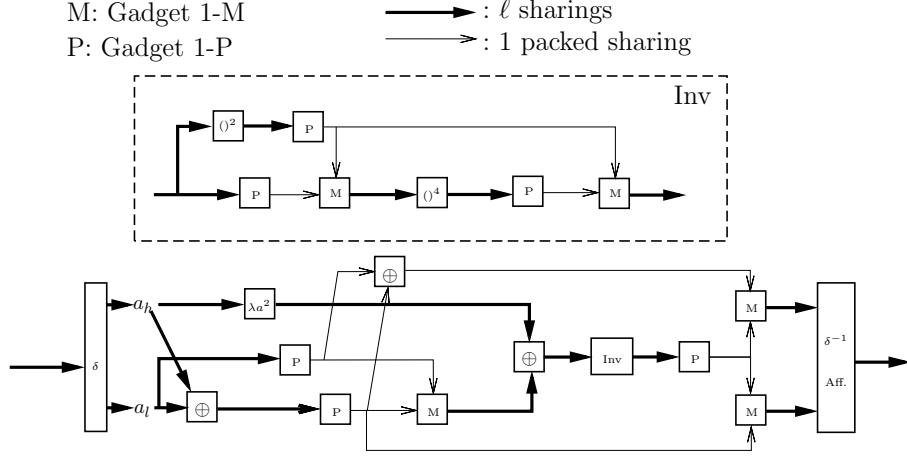 M: Gadget 1-M
: ℓ sharings
P: Gadget 1-P
: 1 packed sharing
Inv
()²
P
P
M
()⁴
P
M
⊕
a_h
λa²
M
δ
P
⊕
Inv
P
δ⁻¹
Aff.
a_l
⊕
P
M
M